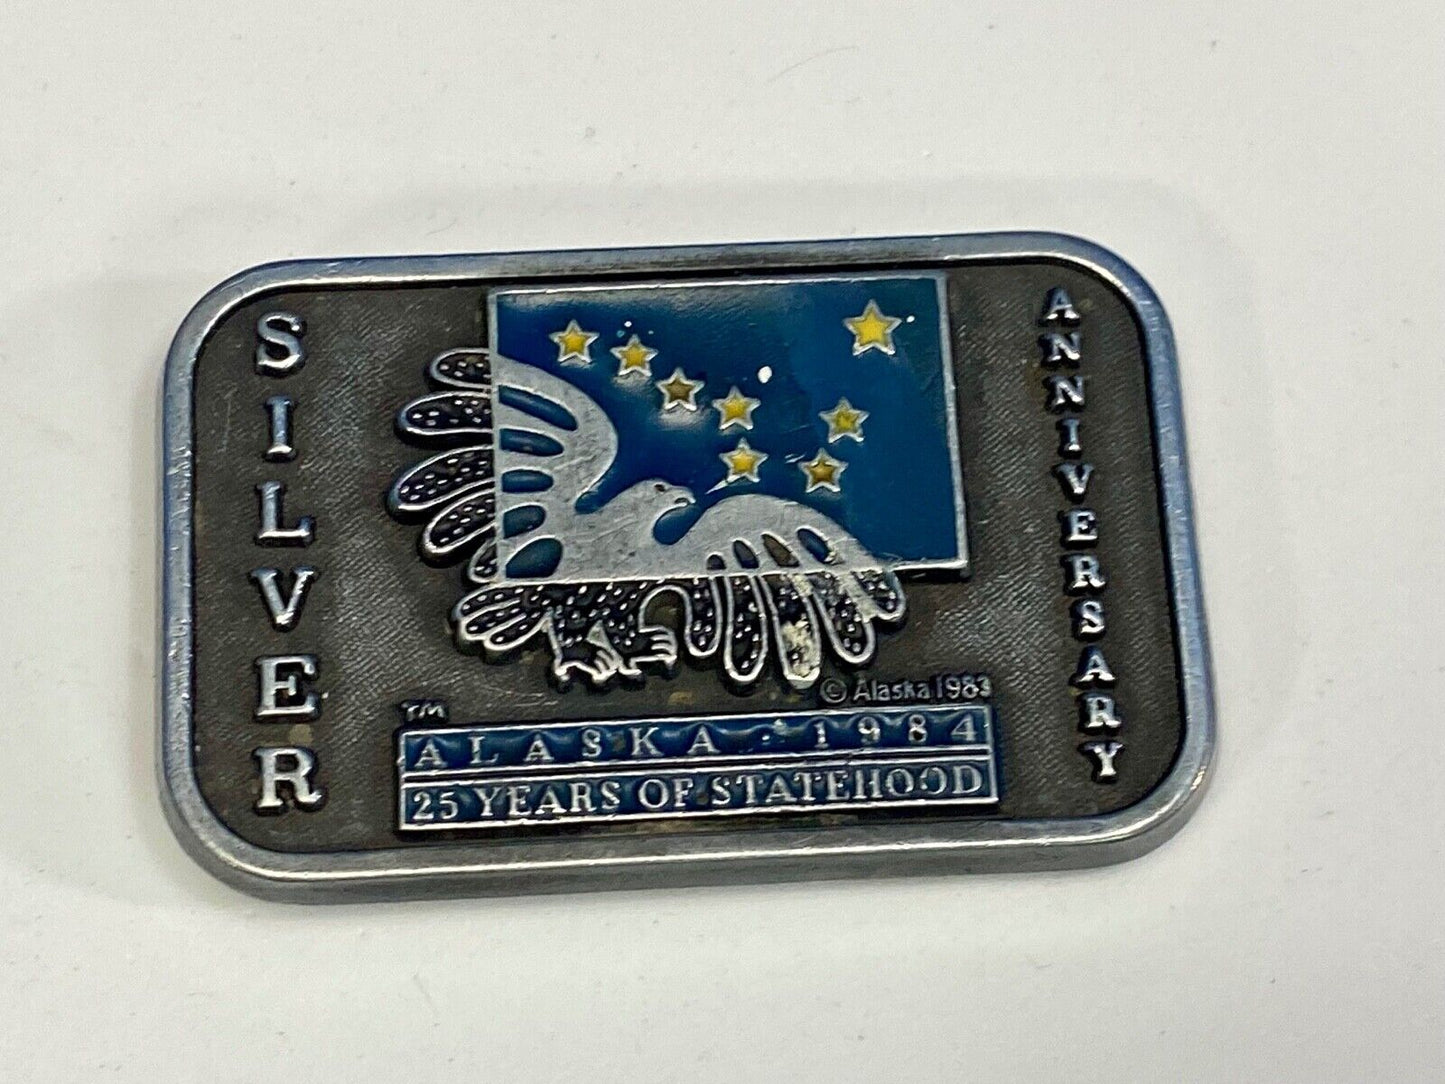 SILVER
ANNIVERSARY
© Alaska 1983
TM
ALASKA · 1984
25 YEARS OF STATEHOOD